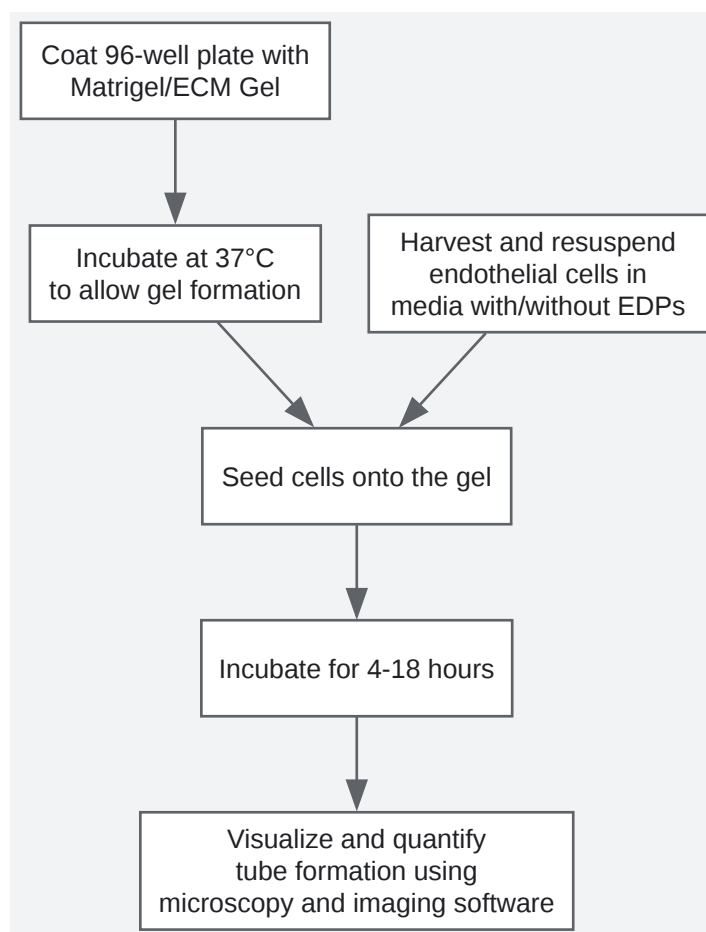 Coat 96-well plate with
Matrigel/ECM Gel
Incubate at 37°C
to allow gel formation
Harvest and resuspend
endothelial cells in
media with/without EDPs
Seed cells onto the gel
Incubate for 4-18 hours
Visualize and quantify
tube formation using
microscopy and imaging software